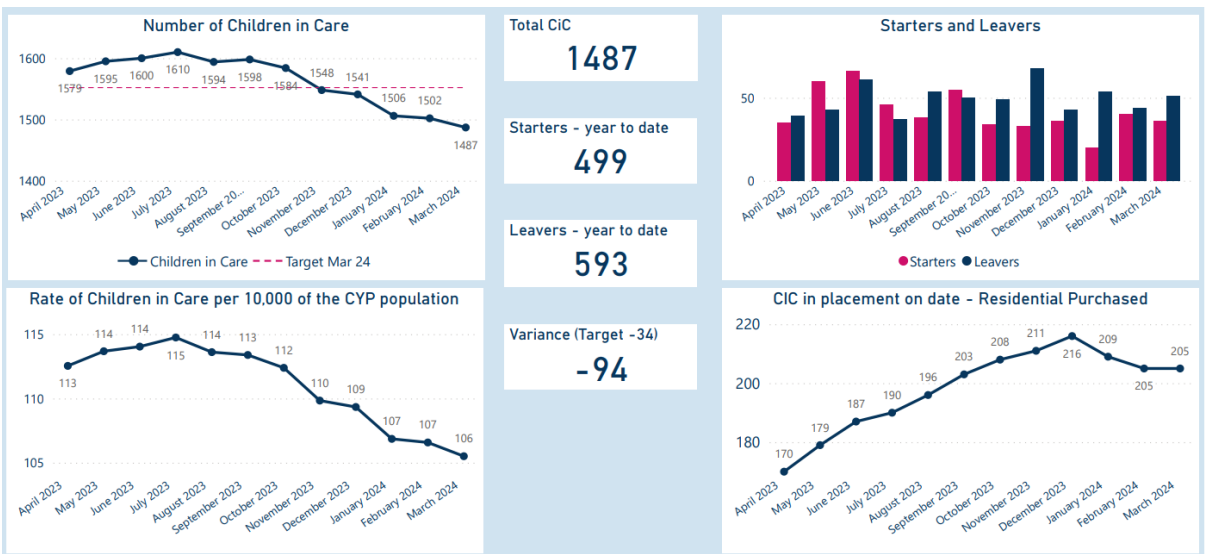 Number of Children in Care
1600
1500
1400
1579
1595
1600
1610
1594
1598
1584
1548
1541
1506
1502
1487
April 2023
May 2023
June 2023
July 2023
August 2023
September 20...
October 2023
November 2023
December 2023
January 2024
February 2024
March 2024
Children in Care Target Mar 24
Total CiC
1487
Starters - year to date
499
Leavers - year to date
593
Variance (Target -34)
-94
Starters and Leavers
50
0
April 2023
May 2023
June 2023
July 2023
August 2023
September 20...
October 2023
November 2023
December 2023
January 2024
February 2024
March 2024
Starters Leavers
Rate of Children in Care per 10,000 of the CYP population
115
110
105
113
114
114
115
114
113
112
110
109
107
107
106
April 2023
May 2023
June 2023
July 2023
August 2023
September 2023
October 2023
November 2023
December 2023
January 2024
February 2024
March 2024
CIC in placement on date - Residential Purchased
220
200
180
170
179
187
190
196
203
208
211
216
209
205
205
April 2023
May 2023
June 2023
July 2023
August 2023
September 2023
October 2023
November 2023
December 2023
January 2024
February 2024
March 2024